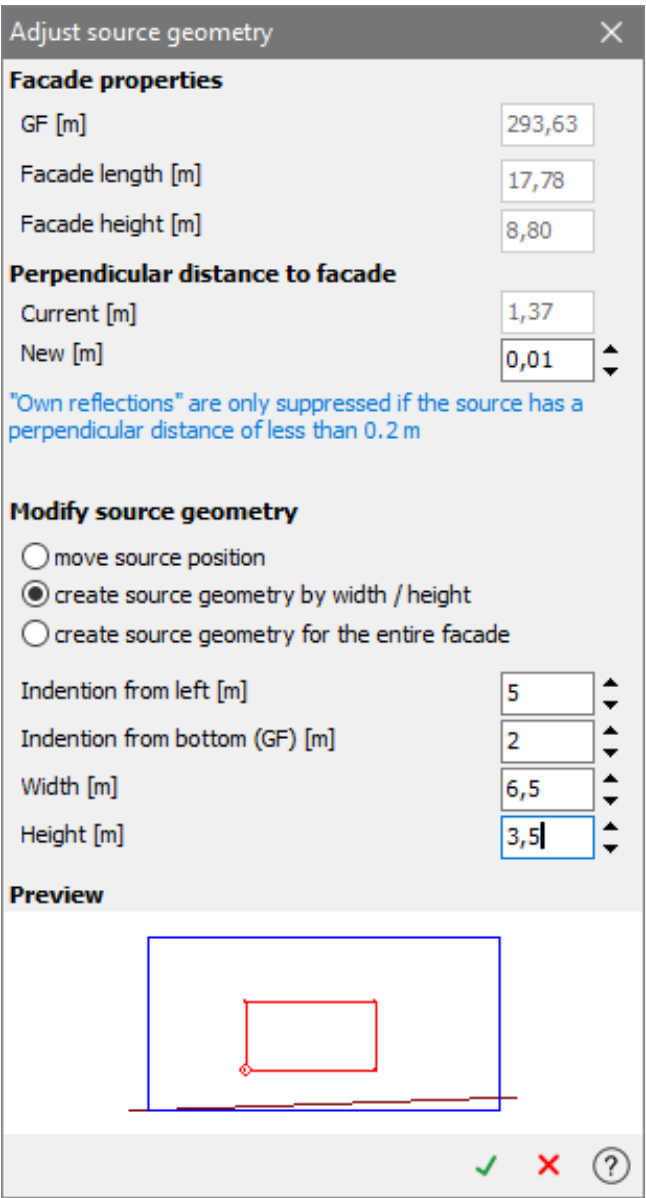 Adjust source geometry
Facade properties
GF [m] 293,63
Facade length [m] 17,78
Facade height [m] 8,80
Perpendicular distance to facade
Current [m] 1,37
New [m] 0,01
"Own reflections" are only suppressed if the source has a
perpendicular distance of less than 0.2 m
Modify source geometry
move source position
create source geometry by width / height
create source geometry for the entire facade
Indention from left [m] 5
Indention from bottom (GF) [m] 2
Width [m] 6,5
Height [m] 3,5
Preview
?